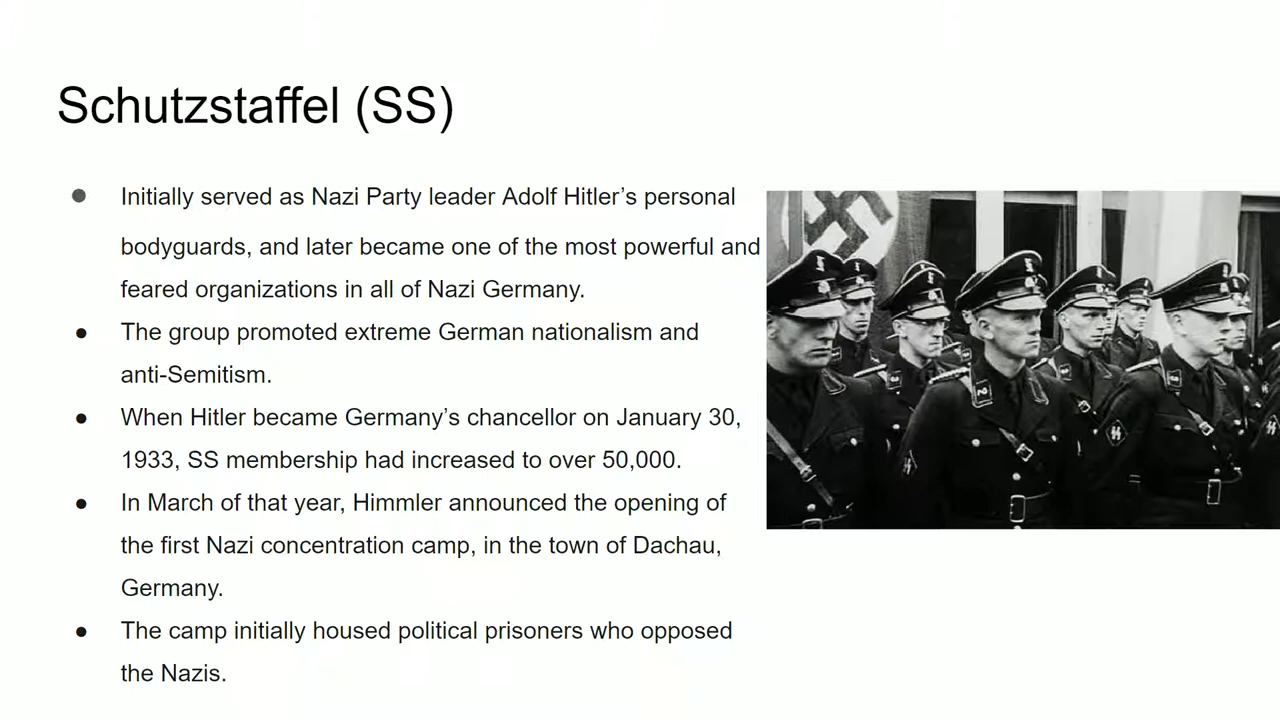 Schutzstaffel (SS)
● Initially served as Nazi Party leader Adolf Hitler’s personal
bodyguards, and later became one of the most powerful and
feared organizations in all of Nazi Germany.
● The group promoted extreme German nationalism and
anti-Semitism.
● When Hitler became Germany’s chancellor on January 30,
1933, SS membership had increased to over 50,000.
● In March of that year, Himmler announced the opening of
the first Nazi concentration camp, in the town of Dachau,
Germany.
● The camp initially housed political prisoners who opposed
the Nazis.